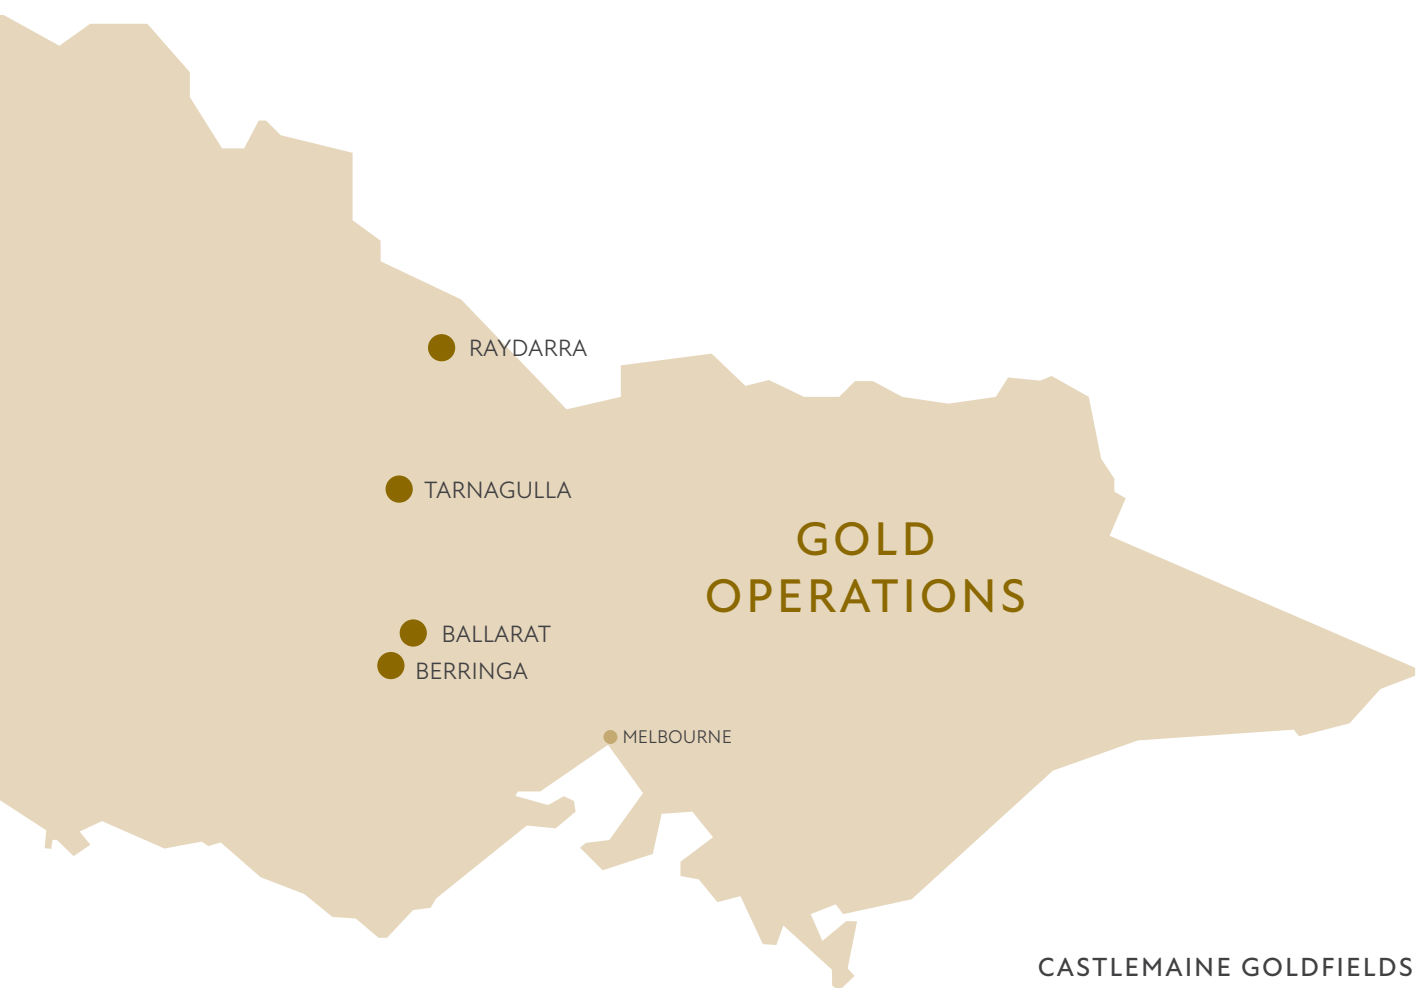 RAYDARRA
TARNAGULLA
GOLD
OPERATIONS
BALLARAT
BERRINGA
MELBOURNE
CASTLEMAINE GOLDFIELDS